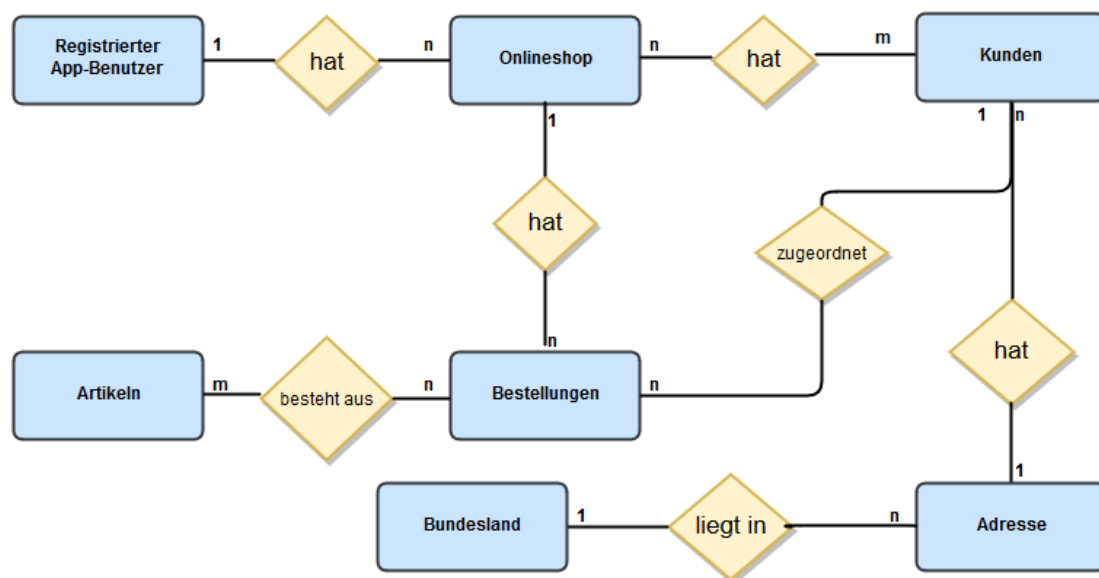 Registrierter
App-Benutzer
1
hat
n
Onlineshop
n
hat
m
Kunden
1
1
n
hat
zugeordnet
n
Artikeln
m
besteht aus
n
Bestellungen
n
hat
1
Bundesland
1
liegt in
n
Adresse